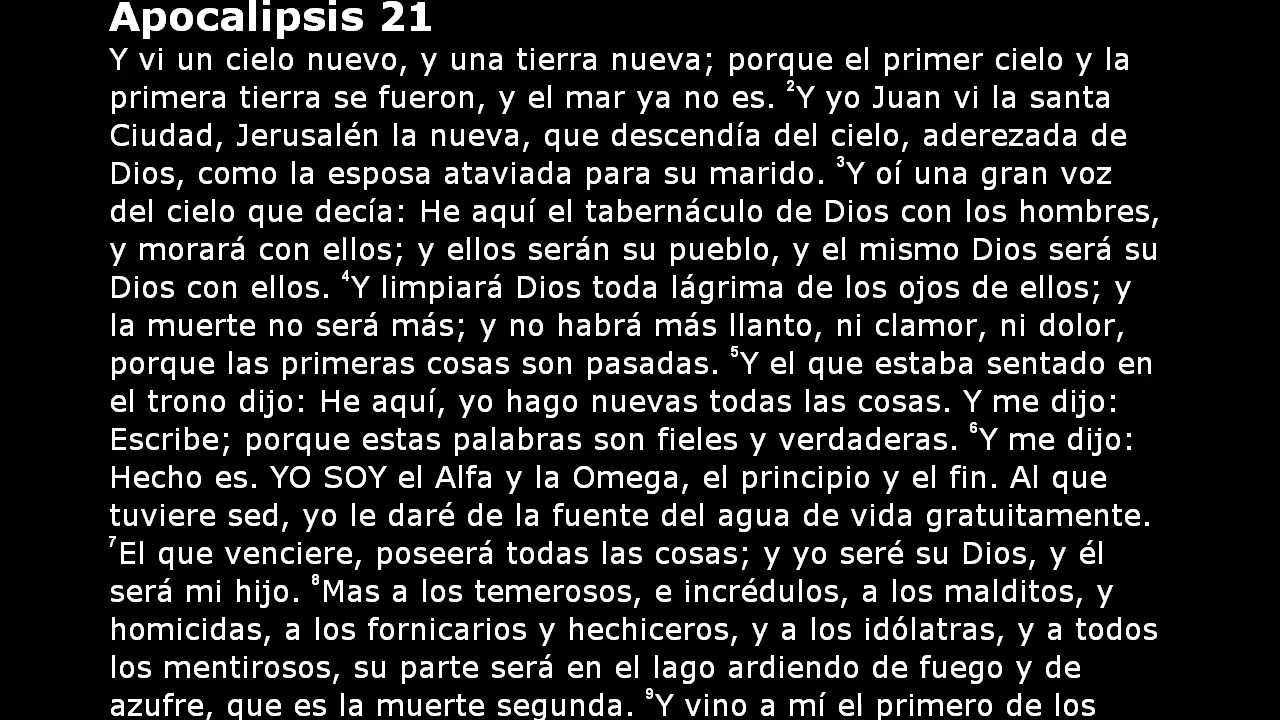 Apocalipsis 21
Y vi un cielo nuevo, y una tierra nueva; porque el primer cielo y la
primera tierra se fueron, y el mar ya no es. ²Y yo Juan vi la santa
Ciudad, Jerusalén la nueva, que descendía del cielo, aderezada de
Dios, como la esposa ataviada para su marido. ³Y oí una gran voz
del cielo que decía: He aquí el tabernáculo de Dios con los hombres,
y morará con ellos; y ellos serán su pueblo, y el mismo Dios será su
Dios con ellos. ⁴Y limpiará Dios toda lágrima de los ojos de ellos; y
la muerte no será más; y no habrá más llanto, ni clamor, ni dolor,
porque las primeras cosas son pasadas. ⁵Y el que estaba sentado en
el trono dijo: He aquí, yo hago nuevas todas las cosas. Y me dijo:
Escribe; porque estas palabras son fieles y verdaderas. ⁶Y me dijo:
Hecho es. YO SOY el Alfa y la Omega, el principio y el fin. Al que
tuviere sed, yo le daré de la fuente del agua de vida gratuitamente.
⁷El que venciere, poseerá todas las cosas; y yo seré su Dios, y él
será mi hijo. ⁸Mas a los temerosos, e incrédulos, a los malditos, y
homicidas, a los fornicarios y hechiceros, y a los idólatras, y a todos
los mentirosos, su parte será en el lago ardiendo de fuego y de
azufre, que es la muerte segunda. ⁹Y vino a mí el primero de los